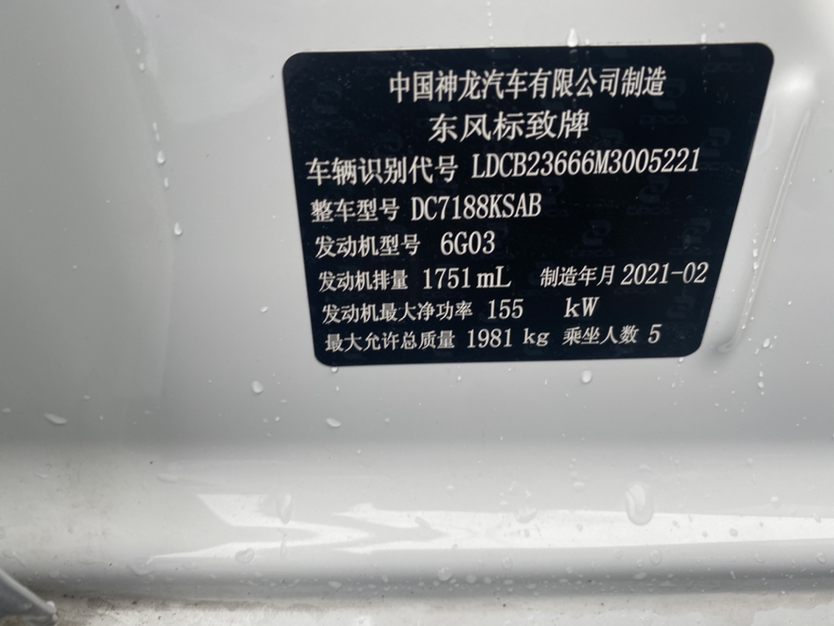 中国神龙汽车有限公司制造
东风标致牌
车辆识别代号 LDCB23666M3005221
整车型号 DC7188KSAB
发动机型号 6G03
发动机排量 1751mL 制造年月 2021-02
发动机最大净功率 155 kW
最大允许总质量 1981 kg 乘坐人数 5